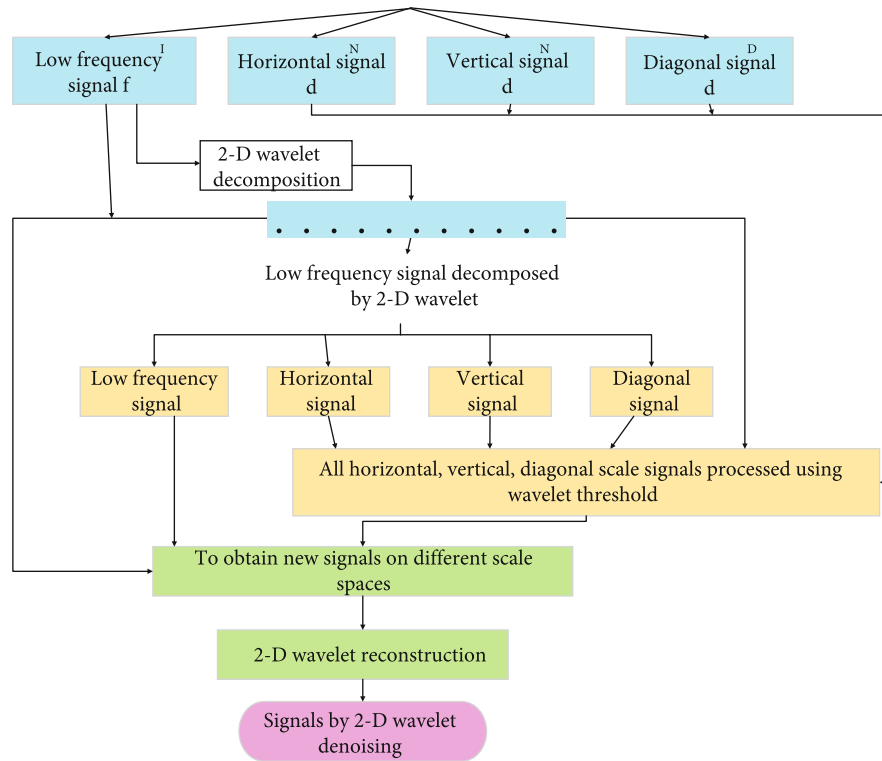 Low frequency I
signal f
Horizontal signal N
d
Vertical signal N
d
Diagonal signal D
d
2-D wavelet
decomposition
. . . . . . . . . . .
Low frequency signal decomposed
by 2-D wavelet
Low frequency
signal
Horizontal
signal
Vertical
signal
Diagonal
signal
All horizontal, vertical, diagonal scale signals processed using
wavelet threshold
To obtain new signals on different scale
spaces
2-D wavelet reconstruction
Signals by 2-D wavelet
denoising